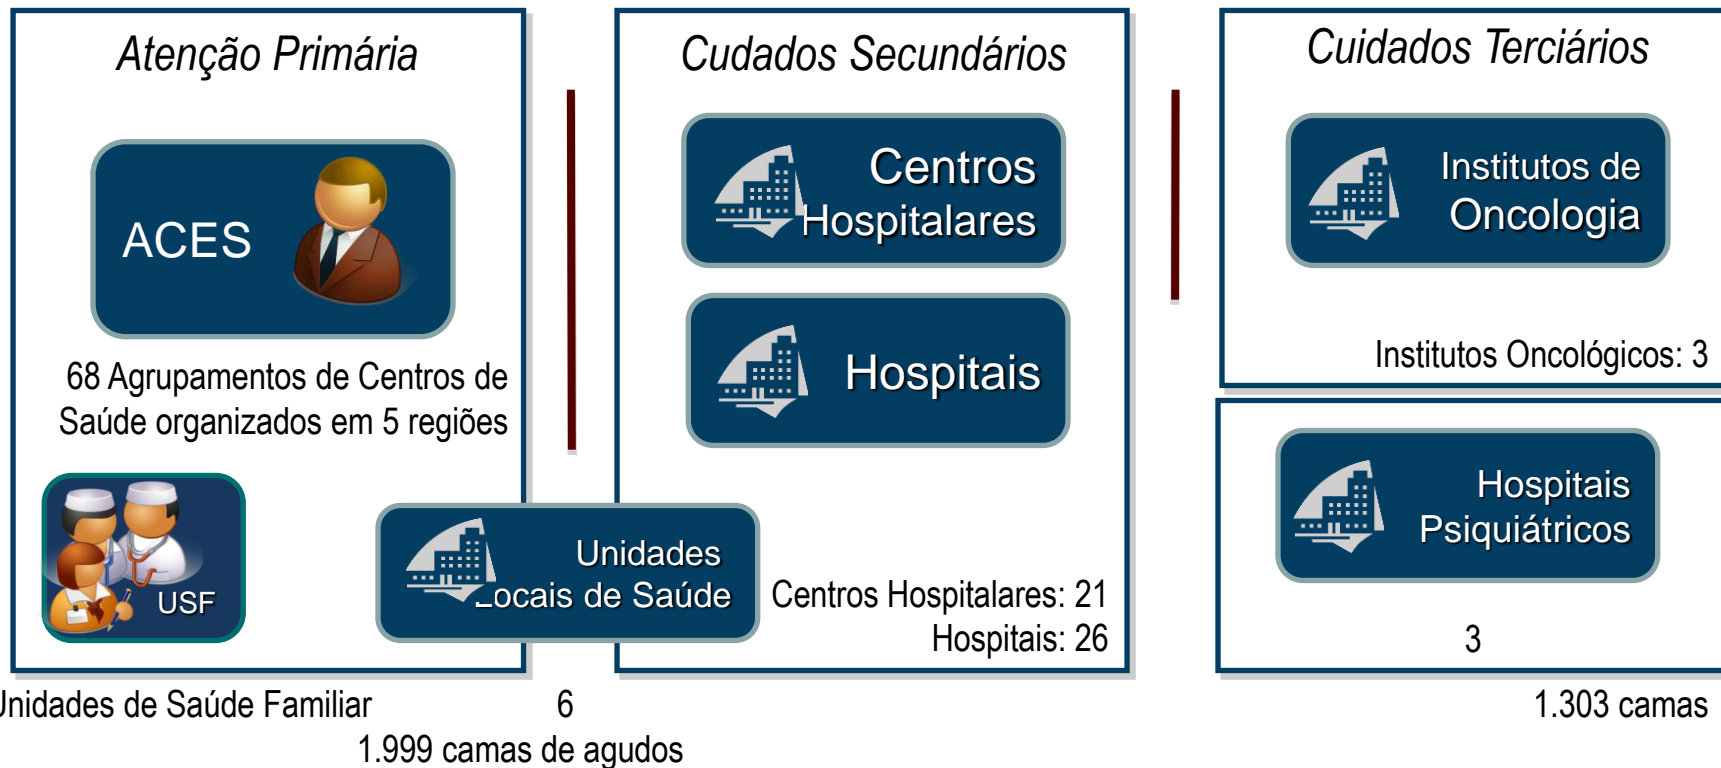 Atenção Primária
ACES
68 Agrupamentos de Centros de
Saúde organizados em 5 regiões
USF
Unidades de Saúde Familiar
Unidades
Locais de Saúde
6
1.999 camas de agudos
Cudados Secundários
Centros
Hospitalares
Hospitais
Centros Hospitalares: 21
Hospitais: 26
Cuidados Terciários
Institutos de
Oncologia
Institutos Oncológicos: 3
Hospitais
Psiquiátricos
3
1.303 camas